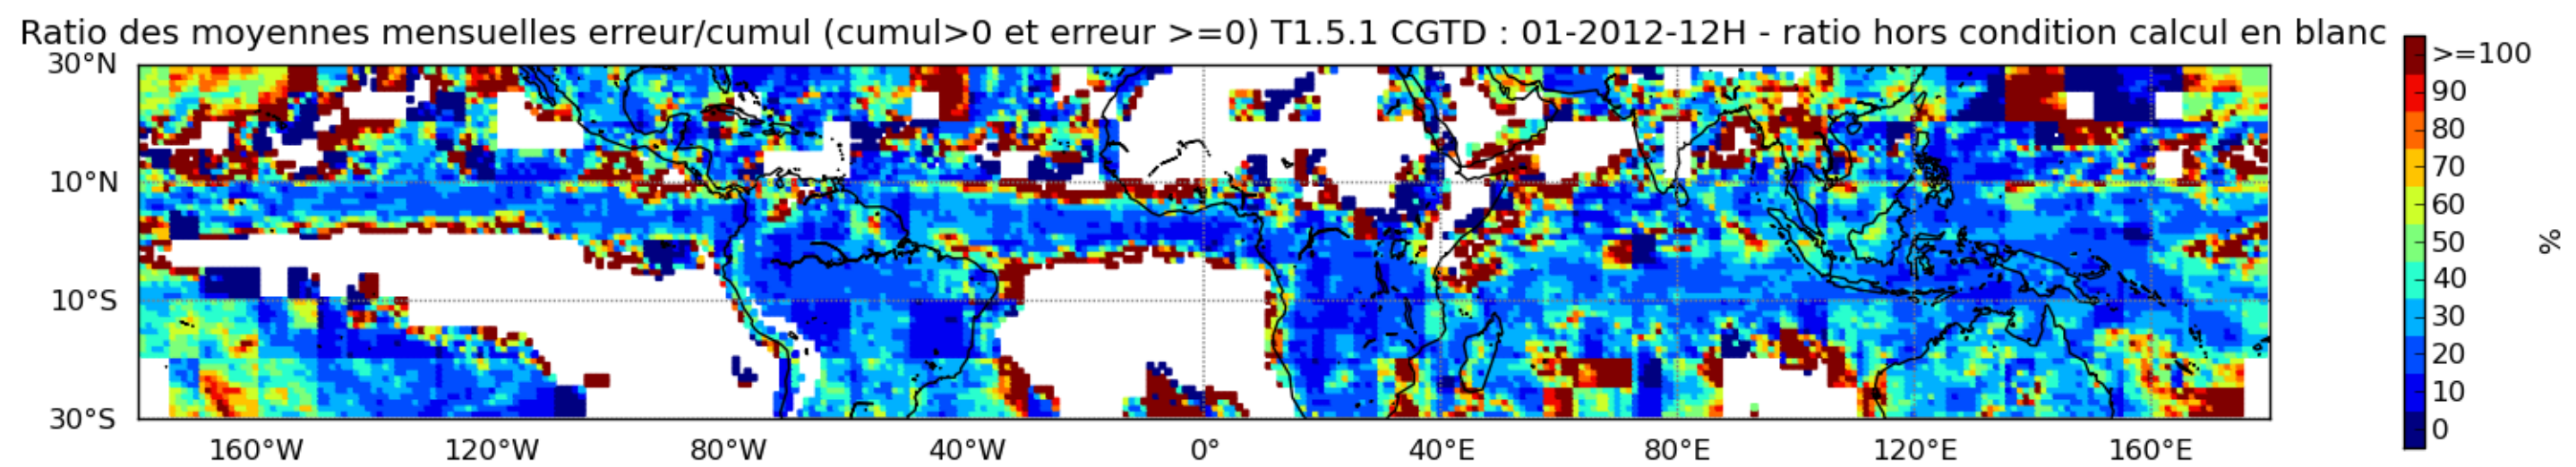 Ratio des moyennes mensuelles erreur/cumul (cumul>0 et erreur >=0) T1.5.1 CGTD : 01-2012-12H - ratio hors condition calcul en blanc
30°N
10°N
10°S
30°S
160°W 120°W 80°W 40°W 0° 40°E 80°E 120°E 160°E
>=100
90
80
70
60
50
40
30
20
10
0
%